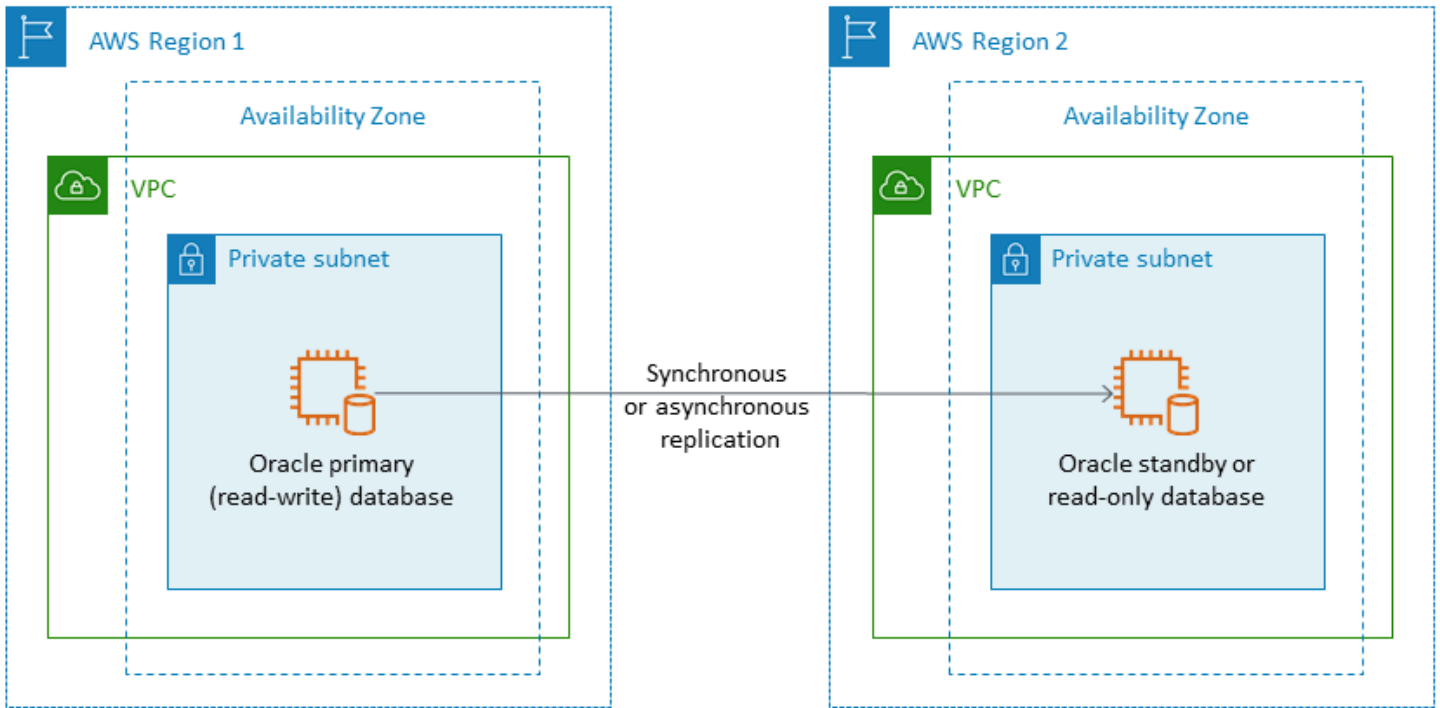 AWS Region 1
Availability Zone
VPC
Private subnet
Oracle primary
(read-write) database
Synchronous
or asynchronous
replication
AWS Region 2
Availability Zone
VPC
Private subnet
Oracle standby or
read-only database